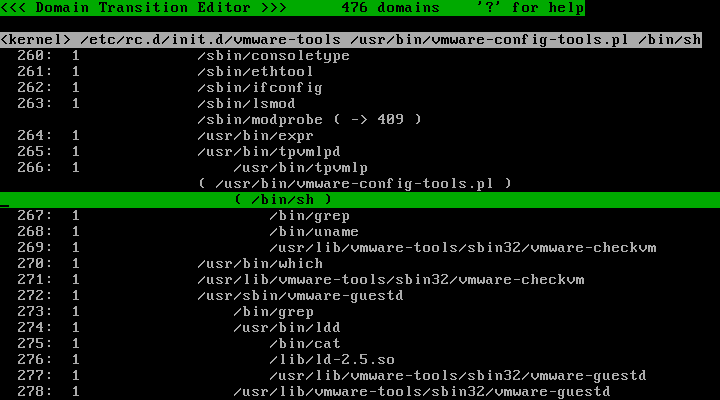 <<< Domain Transition Editor >>>      476 domains    '?' for help
<kernel> /etc/rc.d/init.d/vmware-tools /usr/bin/vmware-config-tools.pl /bin/sh
260:  1             /sbin/consoletype
261:  1             /sbin/ethtool
262:  1             /sbin/ifconfig
263:  1             /sbin/lsmod
/sbin/modprobe ( -> 409 )
264:  1             /usr/bin/expr
265:  1             /usr/bin/tpvmlpd
266:  1                 /usr/bin/tpvmlp
( /usr/bin/vmware-config-tools.pl )
( /bin/sh )
267:  1                     /bin/grep
268:  1                     /bin/uname
269:  1                     /usr/lib/vmware-tools/sbin32/vmware-checkvm
270:  1             /usr/bin/which
271:  1             /usr/lib/vmware-tools/sbin32/vmware-checkvm
272:  1             /usr/sbin/vmware-guestd
273:  1                 /bin/grep
274:  1                 /usr/bin/ldd
275:  1                     /bin/cat
276:  1                     /lib/ld-2.5.so
277:  1                     /usr/lib/vmware-tools/sbin32/vmware-guestd
278:  1                 /usr/lib/vmware-tools/sbin32/vmware-guestd